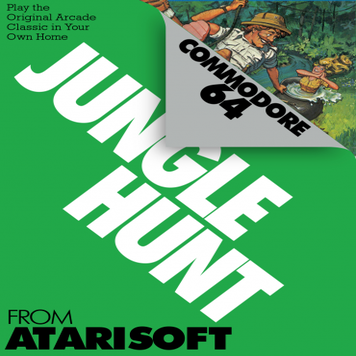 Play the
Original Arcade
Classic in Your
Own Home
COMMODORE
64
JUNGLE
HUNT
FROM
ATARISOFT